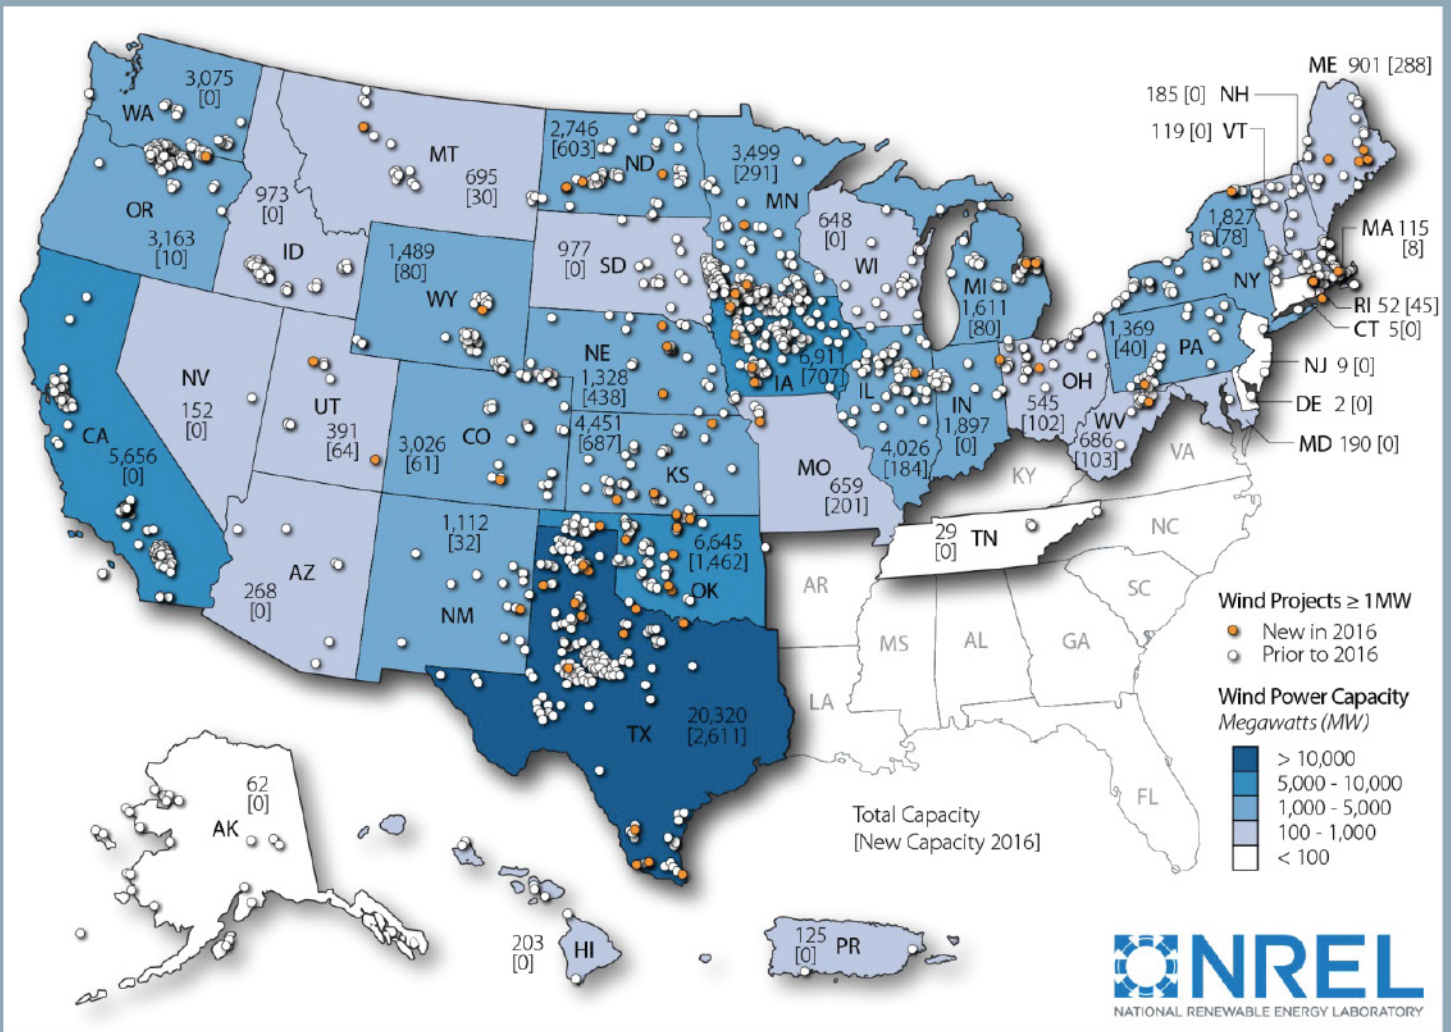 ME 901 [288]
185 [0] NH
119 [0] VT
3,075
[0]
WA
MT
695
[30]
2,746
[603]
ND
3,499
[291]
MN
OR
3,163
[10]
973
[0]
ID
1,489
[80]
WY
977
[0]
SD
648
[0]
WI
MI
1,611
[80]
1,827
[78]
NY
MA 115
[8]
RI 52 [45]
CT 5[0]
NJ 9 [0]
DE 2 [0]
MD 190 [0]
1,369
[40]
PA
NV
152
[0]
UT
391
[64]
CA
5,656
[0]
3,026
[61]
CO
NE
1,328
[438]
4,451
[687]
KS
6,911
[707]
IA
IL
4,026
[184]
IN
1,897
[0]
OH
545
[102]
WV
686
[103]
VA
KY
MO
659
[201]
29
[0]
TN
NC
SC
AZ
268
[0]
1,112
[32]
NM
6,645
[1,462]
OK
AR
MS
AL
GA
LA
FL
TX
20,320
[2,611]
62
[0]
AK
203
[0]
HI
125
[0]
PR
Total Capacity
[New Capacity 2016]
Wind Projects ≥ 1MW
New in 2016
Prior to 2016
Wind Power Capacity
Megawatts (MW)
> 10,000
5,000 - 10,000
1,000 - 5,000
100 - 1,000
< 100
NREL
NATIONAL RENEWABLE ENERGY LABORATORY